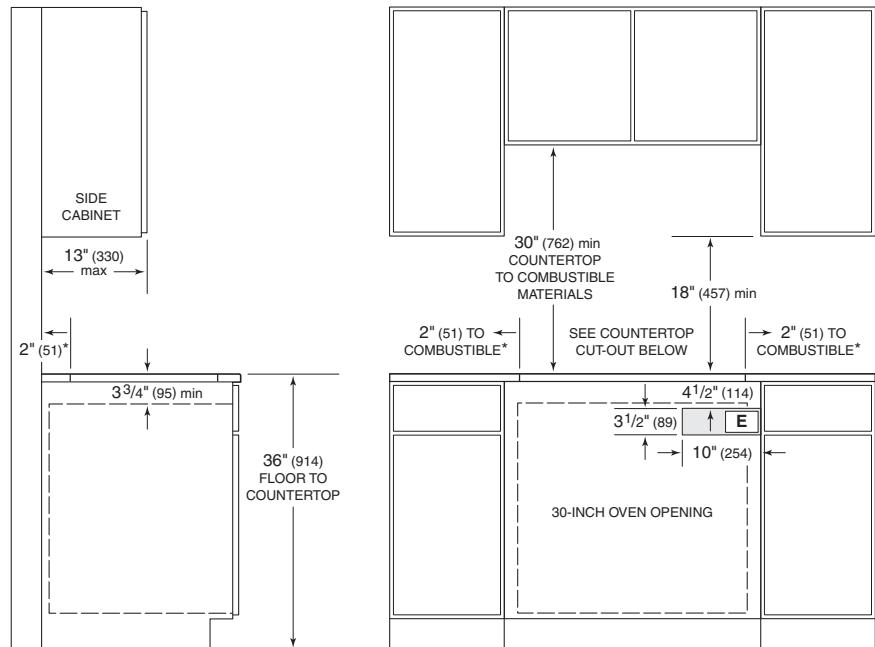 SIDE
CABINET
13" (330)
max
2" (51)*
3 3/4" (95) min
36" (914)
FLOOR TO
COUNTERTOP
30" (762) min
COUNTERTOP
TO COMBUSTIBLE
MATERIALS
18" (457) min
2" (51) TO
COMBUSTIBLE*
SEE COUNTERTOP
CUT-OUT BELOW
2" (51) TO
COMBUSTIBLE*
4 1/2" (114)
3 1/2" (89)
E
10" (254)
30-INCH OVEN OPENING